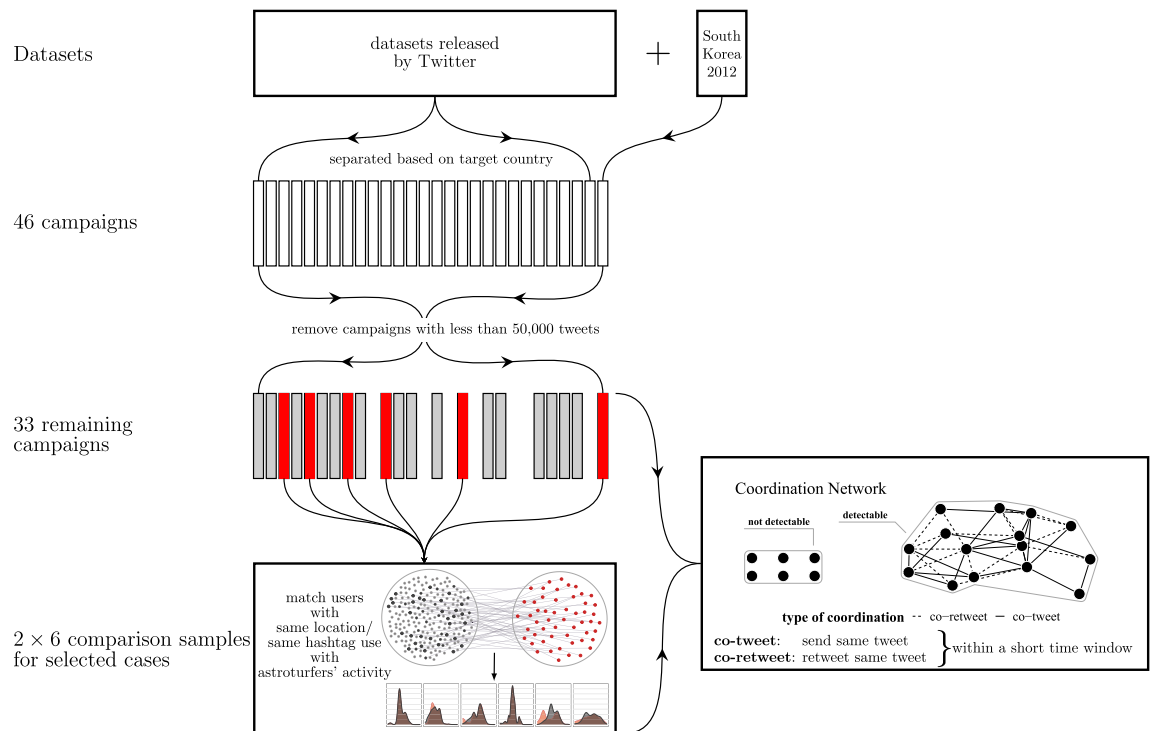 Datasets
datasets released
by Twitter
+
South
Korea
2012
separated based on target country
46 campaigns
remove campaigns with less than 50,000 tweets
33 remaining
campaigns
2 × 6 comparison samples
for selected cases
match users
with
same location/
same hashtag use
with
astroturfers' activity
Coordination Network
not detectable
detectable
type of coordination -- co–retweet — co–tweet
co-tweet: send same tweet
co-retweet: retweet same tweet
} within a short time window